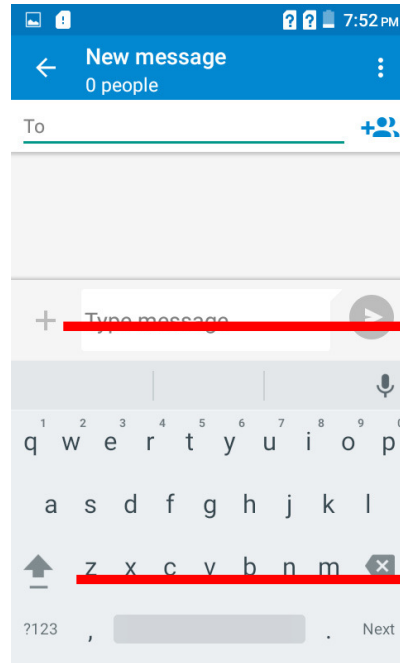 7:52 PM
New message
0 people
To
Type message
1 2 3 4 5 6 7 8 9 0
q w e r t y u i o p
a s d f g h j k l
z x c v b n m
?123 , . Next